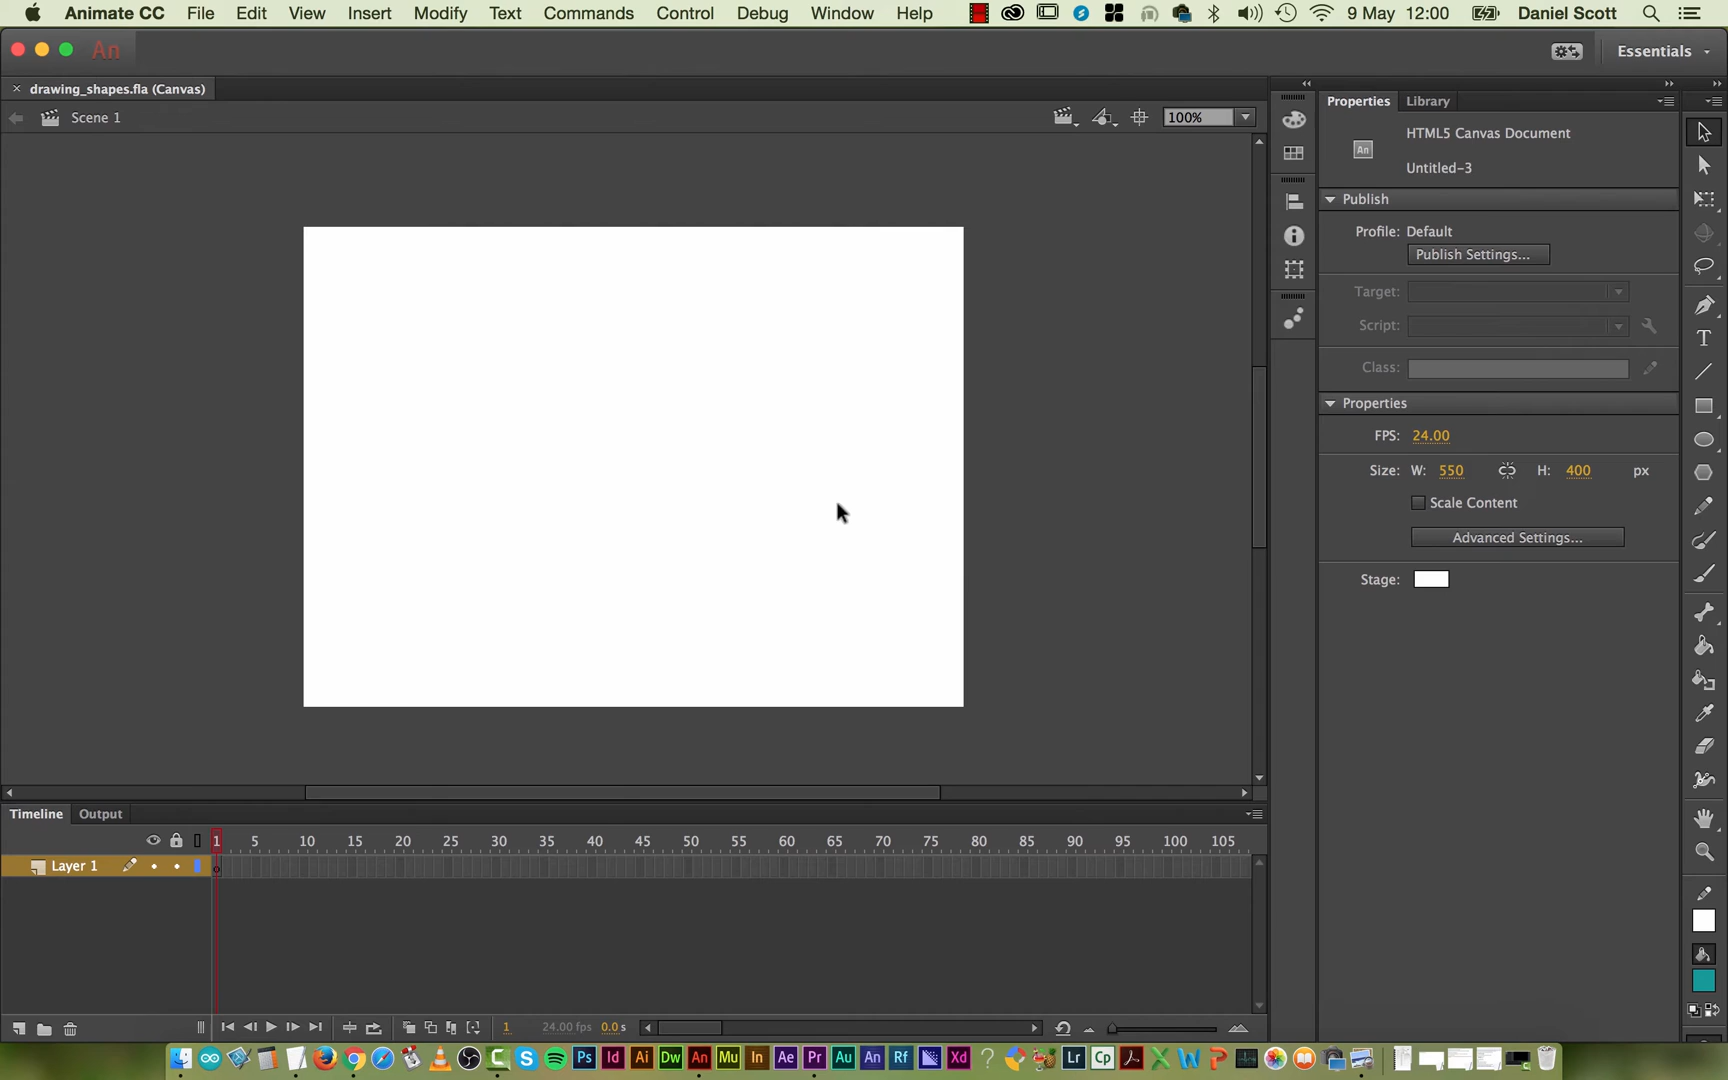 Animate CC File Edit View Insert Modify Text Commands Control Debug Window Help 9 May 12:00 Daniel Scott
An Essentials
× drawing_shapes.fla (Canvas)
Scene 1 100%
Properties Library
HTML5 Canvas Document
An
Untitled-3
Publish
Profile: Default
Publish Settings...
Target:
Script:
Class:
Properties
FPS: 24.00
Size: W: 550 H: 400 px
Scale Content
Advanced Settings...
Stage:
T
Timeline Output
1 5 10 15 20 25 30 35 40 45 50 55 60 65 70 75 80 85 90 95 100 105
Layer 1
1 24.00 fps 0.0 s
Ps Id Ai Dw An Mu In Ae Pr Au An Rf Xd ? Lr Cp X W P